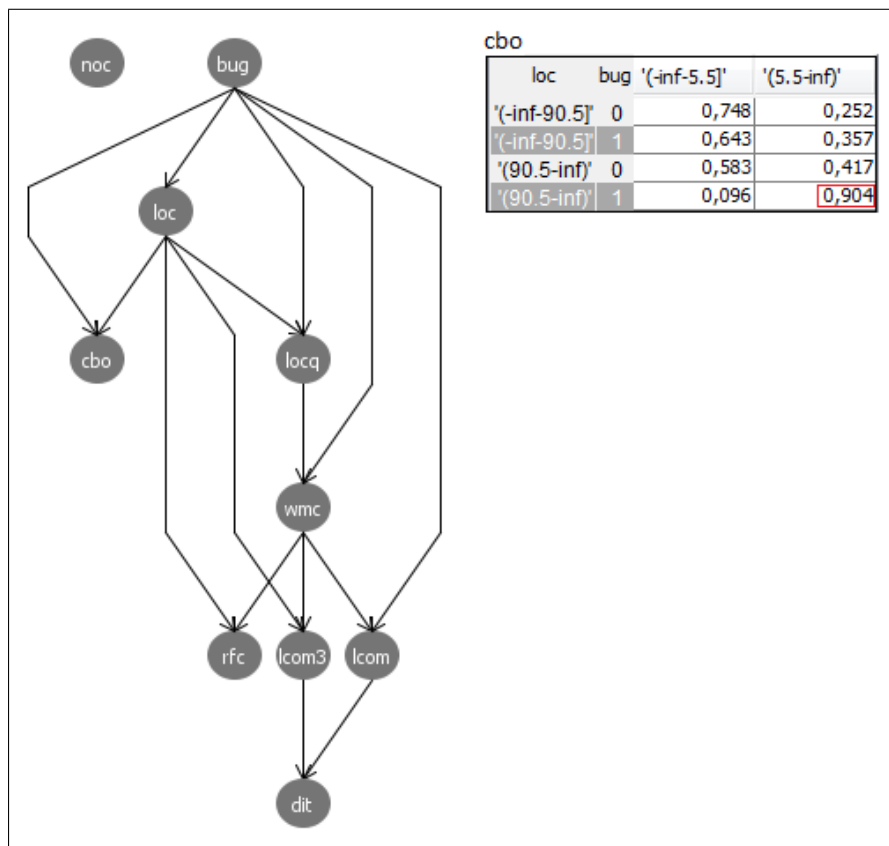 noc
bug
loc
cbo
locq
wmc
rfc
lcom3
lcom
dit
cbo
loc bug '(-inf-5.5]' '(5.5-inf)'
'(-inf-90.5]' 0 0,748 0,252
'(-inf-90.5]' 1 0,643 0,357
'(90.5-inf)' 0 0,583 0,417
'(90.5-inf)' 1 0,096 0,904